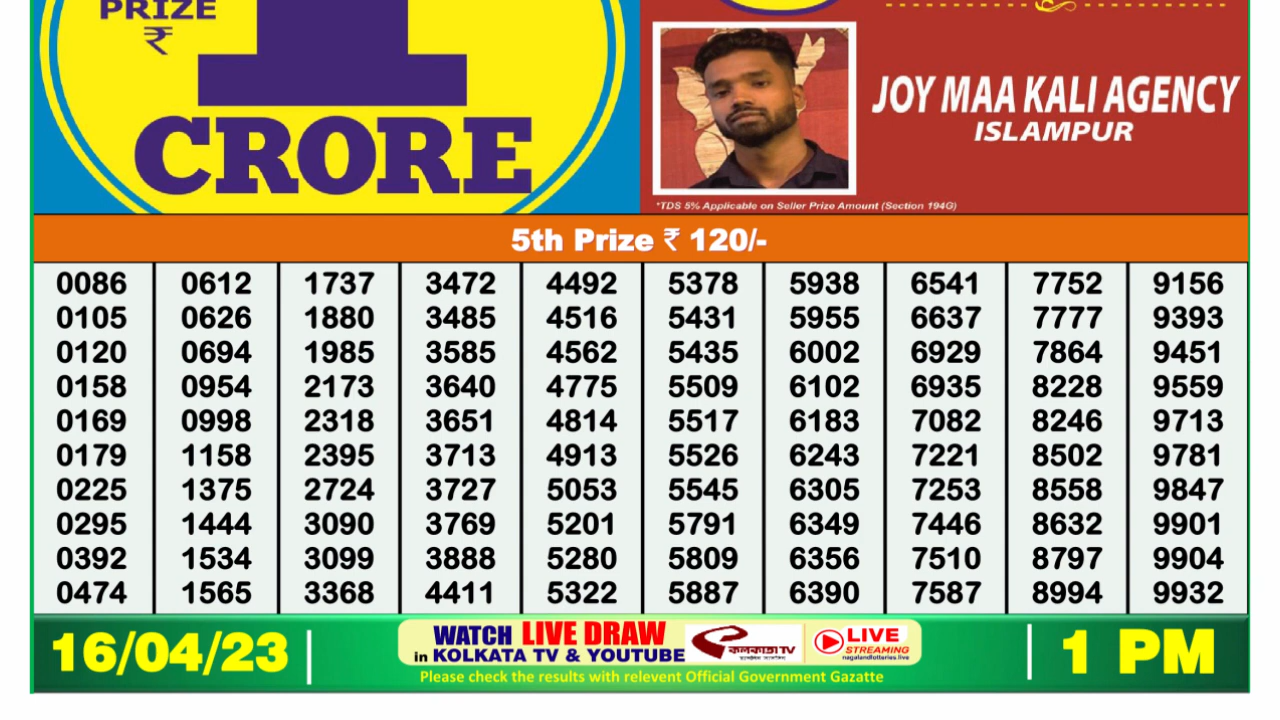 PRIZE
₹
1
CRORE
JOY MAA KALI AGENCY
ISLAMPUR
*TDS 5% Applicable on Seller Prize Amount (Section 194G)
5th Prize ₹ 120/-
0086 0612 1737 3472 4492 5378 5938 6541 7752 9156
0105 0626 1880 3485 4516 5431 5955 6637 7777 9393
0120 0694 1985 3585 4562 5435 6002 6929 7864 9451
0158 0954 2173 3640 4775 5509 6102 6935 8228 9559
0169 0998 2318 3651 4814 5517 6183 7082 8246 9713
0179 1158 2395 3713 4913 5526 6243 7221 8502 9781
0225 1375 2724 3727 5053 5545 6305 7253 8558 9847
0295 1444 3090 3769 5201 5791 6349 7446 8632 9901
0392 1534 3099 3888 5280 5809 6356 7510 8797 9904
0474 1565 3368 4411 5322 5887 6390 7587 8994 9932
16/04/23
WATCH LIVE DRAW
in KOLKATA TV & YOUTUBE
কলকাতা TV
LIVE
STREAMING
nagalandlotteries.live
Please check the results with relevent Official Government Gazatte
1 PM